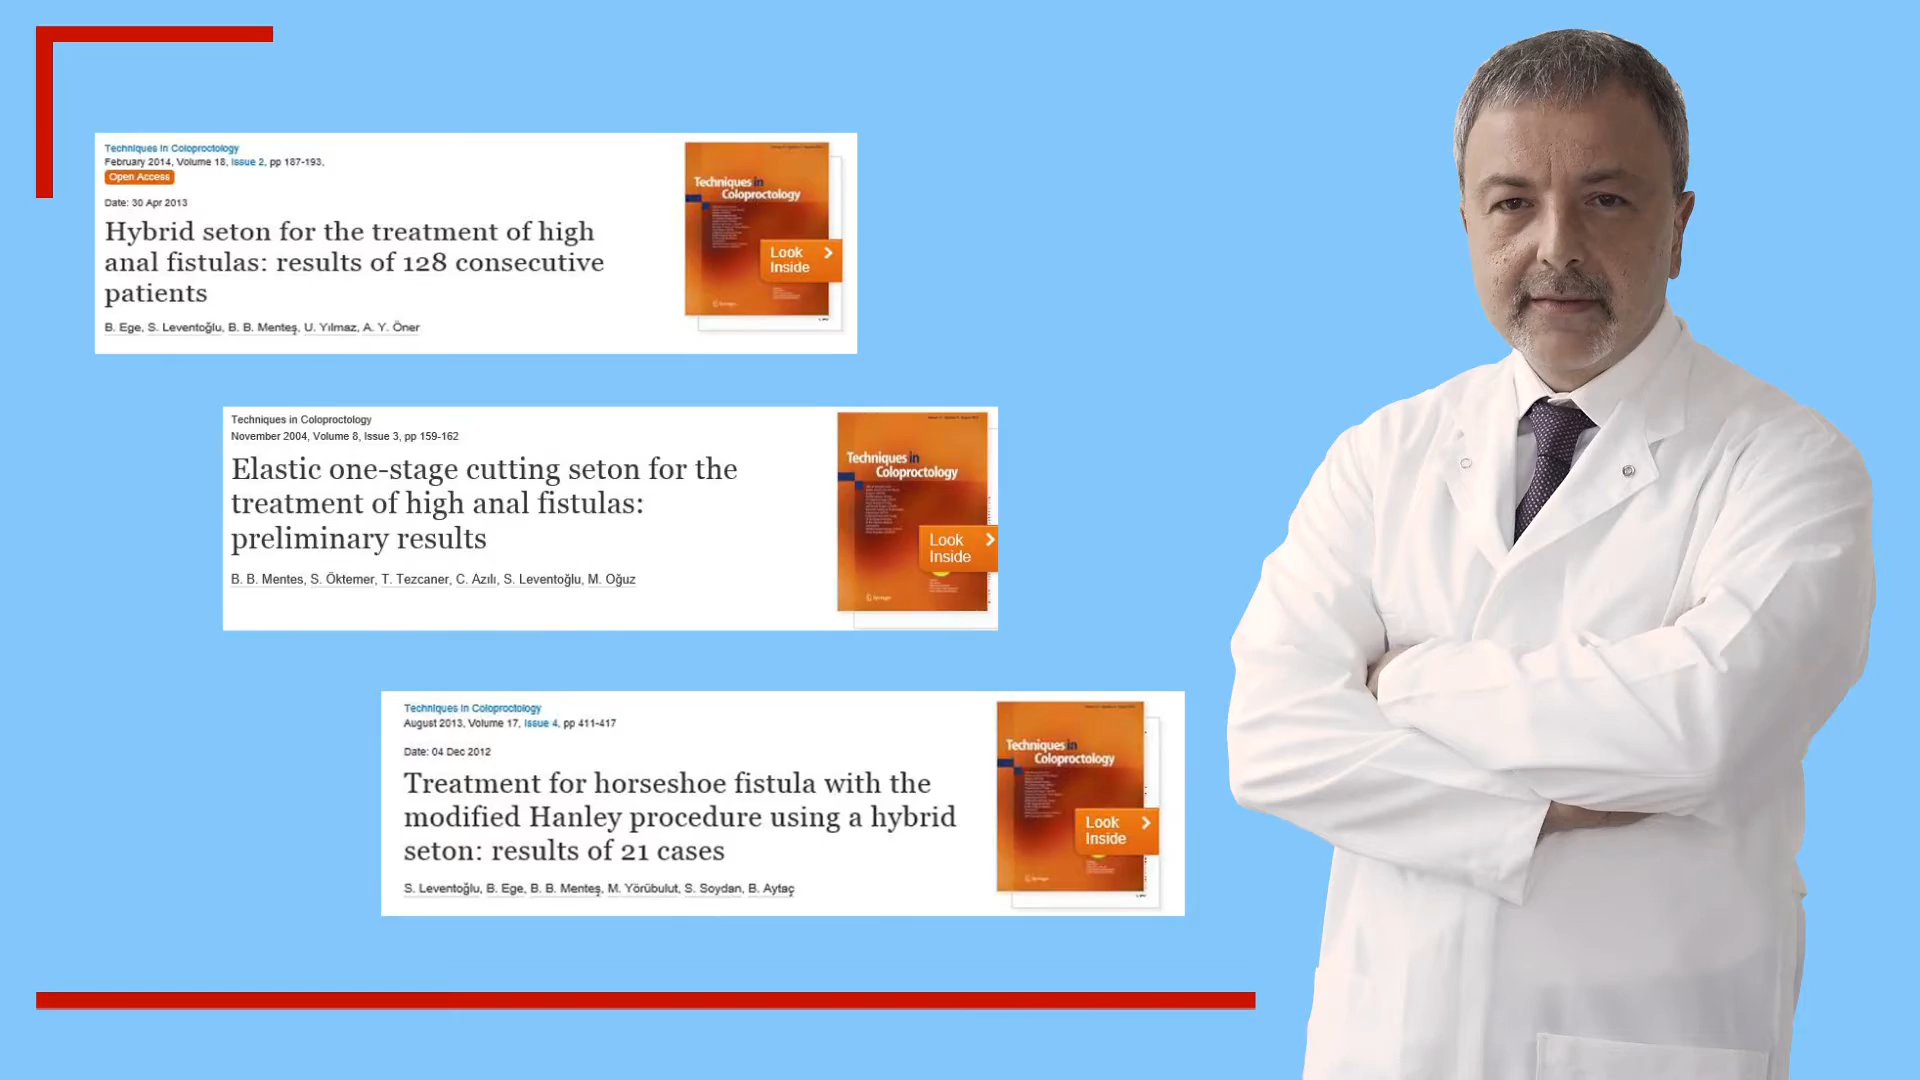 Techniques in Coloproctology
February 2014, Volume 18, Issue 2, pp 187-193,
Open Access
Date: 30 Apr 2013
Hybrid seton for the treatment of high
anal fistulas: results of 128 consecutive
patients
B. Ege, S. Leventoğlu, B. B. Menteş, U. Yılmaz, A. Y. Öner
Techniques in
Coloproctology
Look
Inside
Springer
Techniques in Coloproctology
November 2004, Volume 8, Issue 3, pp 159-162
Elastic one-stage cutting seton for the
treatment of high anal fistulas:
preliminary results
B. B. Mentes, S. Öktemer, T. Tezcaner, C. Azılı, S. Leventoğlu, M. Oğuz
Techniques in
Coloproctology
Look
Inside
Springer
Techniques in Coloproctology
August 2013, Volume 17, Issue 4, pp 411-417
Date: 04 Dec 2012
Treatment for horseshoe fistula with the
modified Hanley procedure using a hybrid
seton: results of 21 cases
S. Leventoğlu, B. Ege, B. B. Menteş, M. Yörübulut, S. Soydan, B. Aytaç
Techniques in
Coloproctology
Look
Inside
Springer